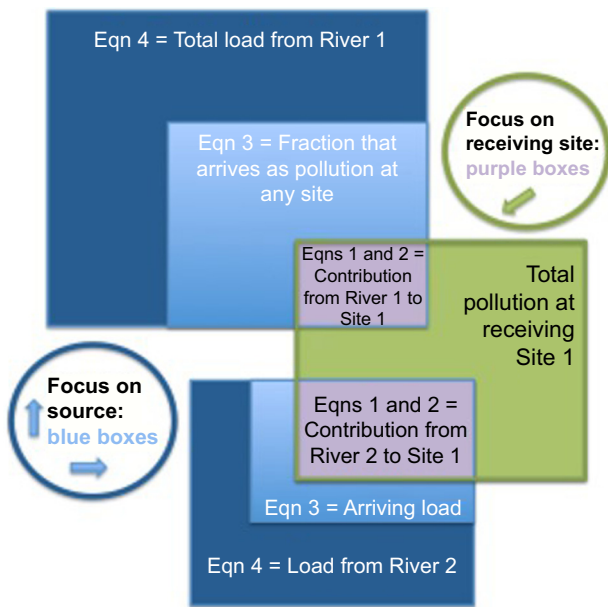 Eqn 4 = Total load from River 1
Eqn 3 = Fraction that
arrives as pollution at
any site
Focus on
receiving site:
purple boxes
Eqns 1 and 2 =
Contribution
from River 1 to
Site 1
Total
pollution at
receiving
Site 1
Focus on
source:
blue boxes
Eqns 1 and 2 =
Contribution from
River 2 to Site 1
Eqn 3 = Arriving load
Eqn 4 = Load from River 2